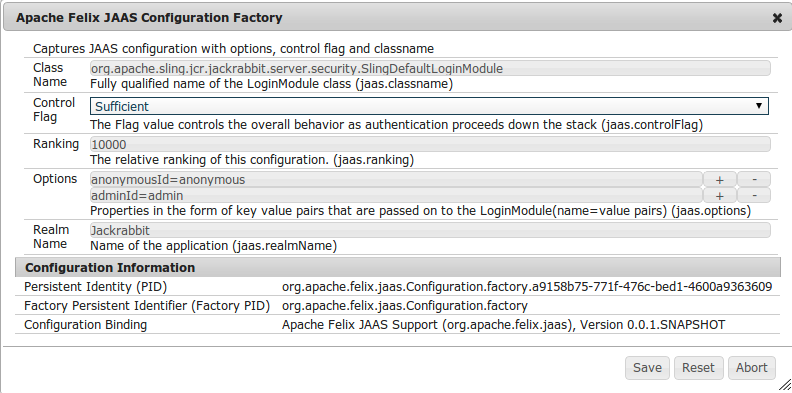 Apache Felix JAAS Configuration Factory ✖
Captures JAAS configuration with options, control flag and classname
Class Name org.apache.sling.jcr.jackrabbit.server.security.SlingDefaultLoginModule
Fully qualified name of the LoginModule class (jaas.classname)
Control Flag Sufficient ▼
The Flag value controls the overall behavior as authentication proceeds down the stack (jaas.controlFlag)
Ranking 10000
The relative ranking of this configuration. (jaas.ranking)
Options anonymousId=anonymous + -
adminId=admin + -
Properties in the form of key value pairs that are passed on to the LoginModule(name=value pairs) (jaas.options)
Realm Name Jackrabbit
Name of the application (jaas.realmName)
Configuration Information
Persistent Identity (PID) org.apache.felix.jaas.Configuration.factory.a9158b75-771f-476c-bed1-4600a9363609
Factory Persistent Identifier (Factory PID) org.apache.felix.jaas.Configuration.factory
Configuration Binding Apache Felix JAAS Support (org.apache.felix.jaas), Version 0.0.1.SNAPSHOT
Save Reset Abort